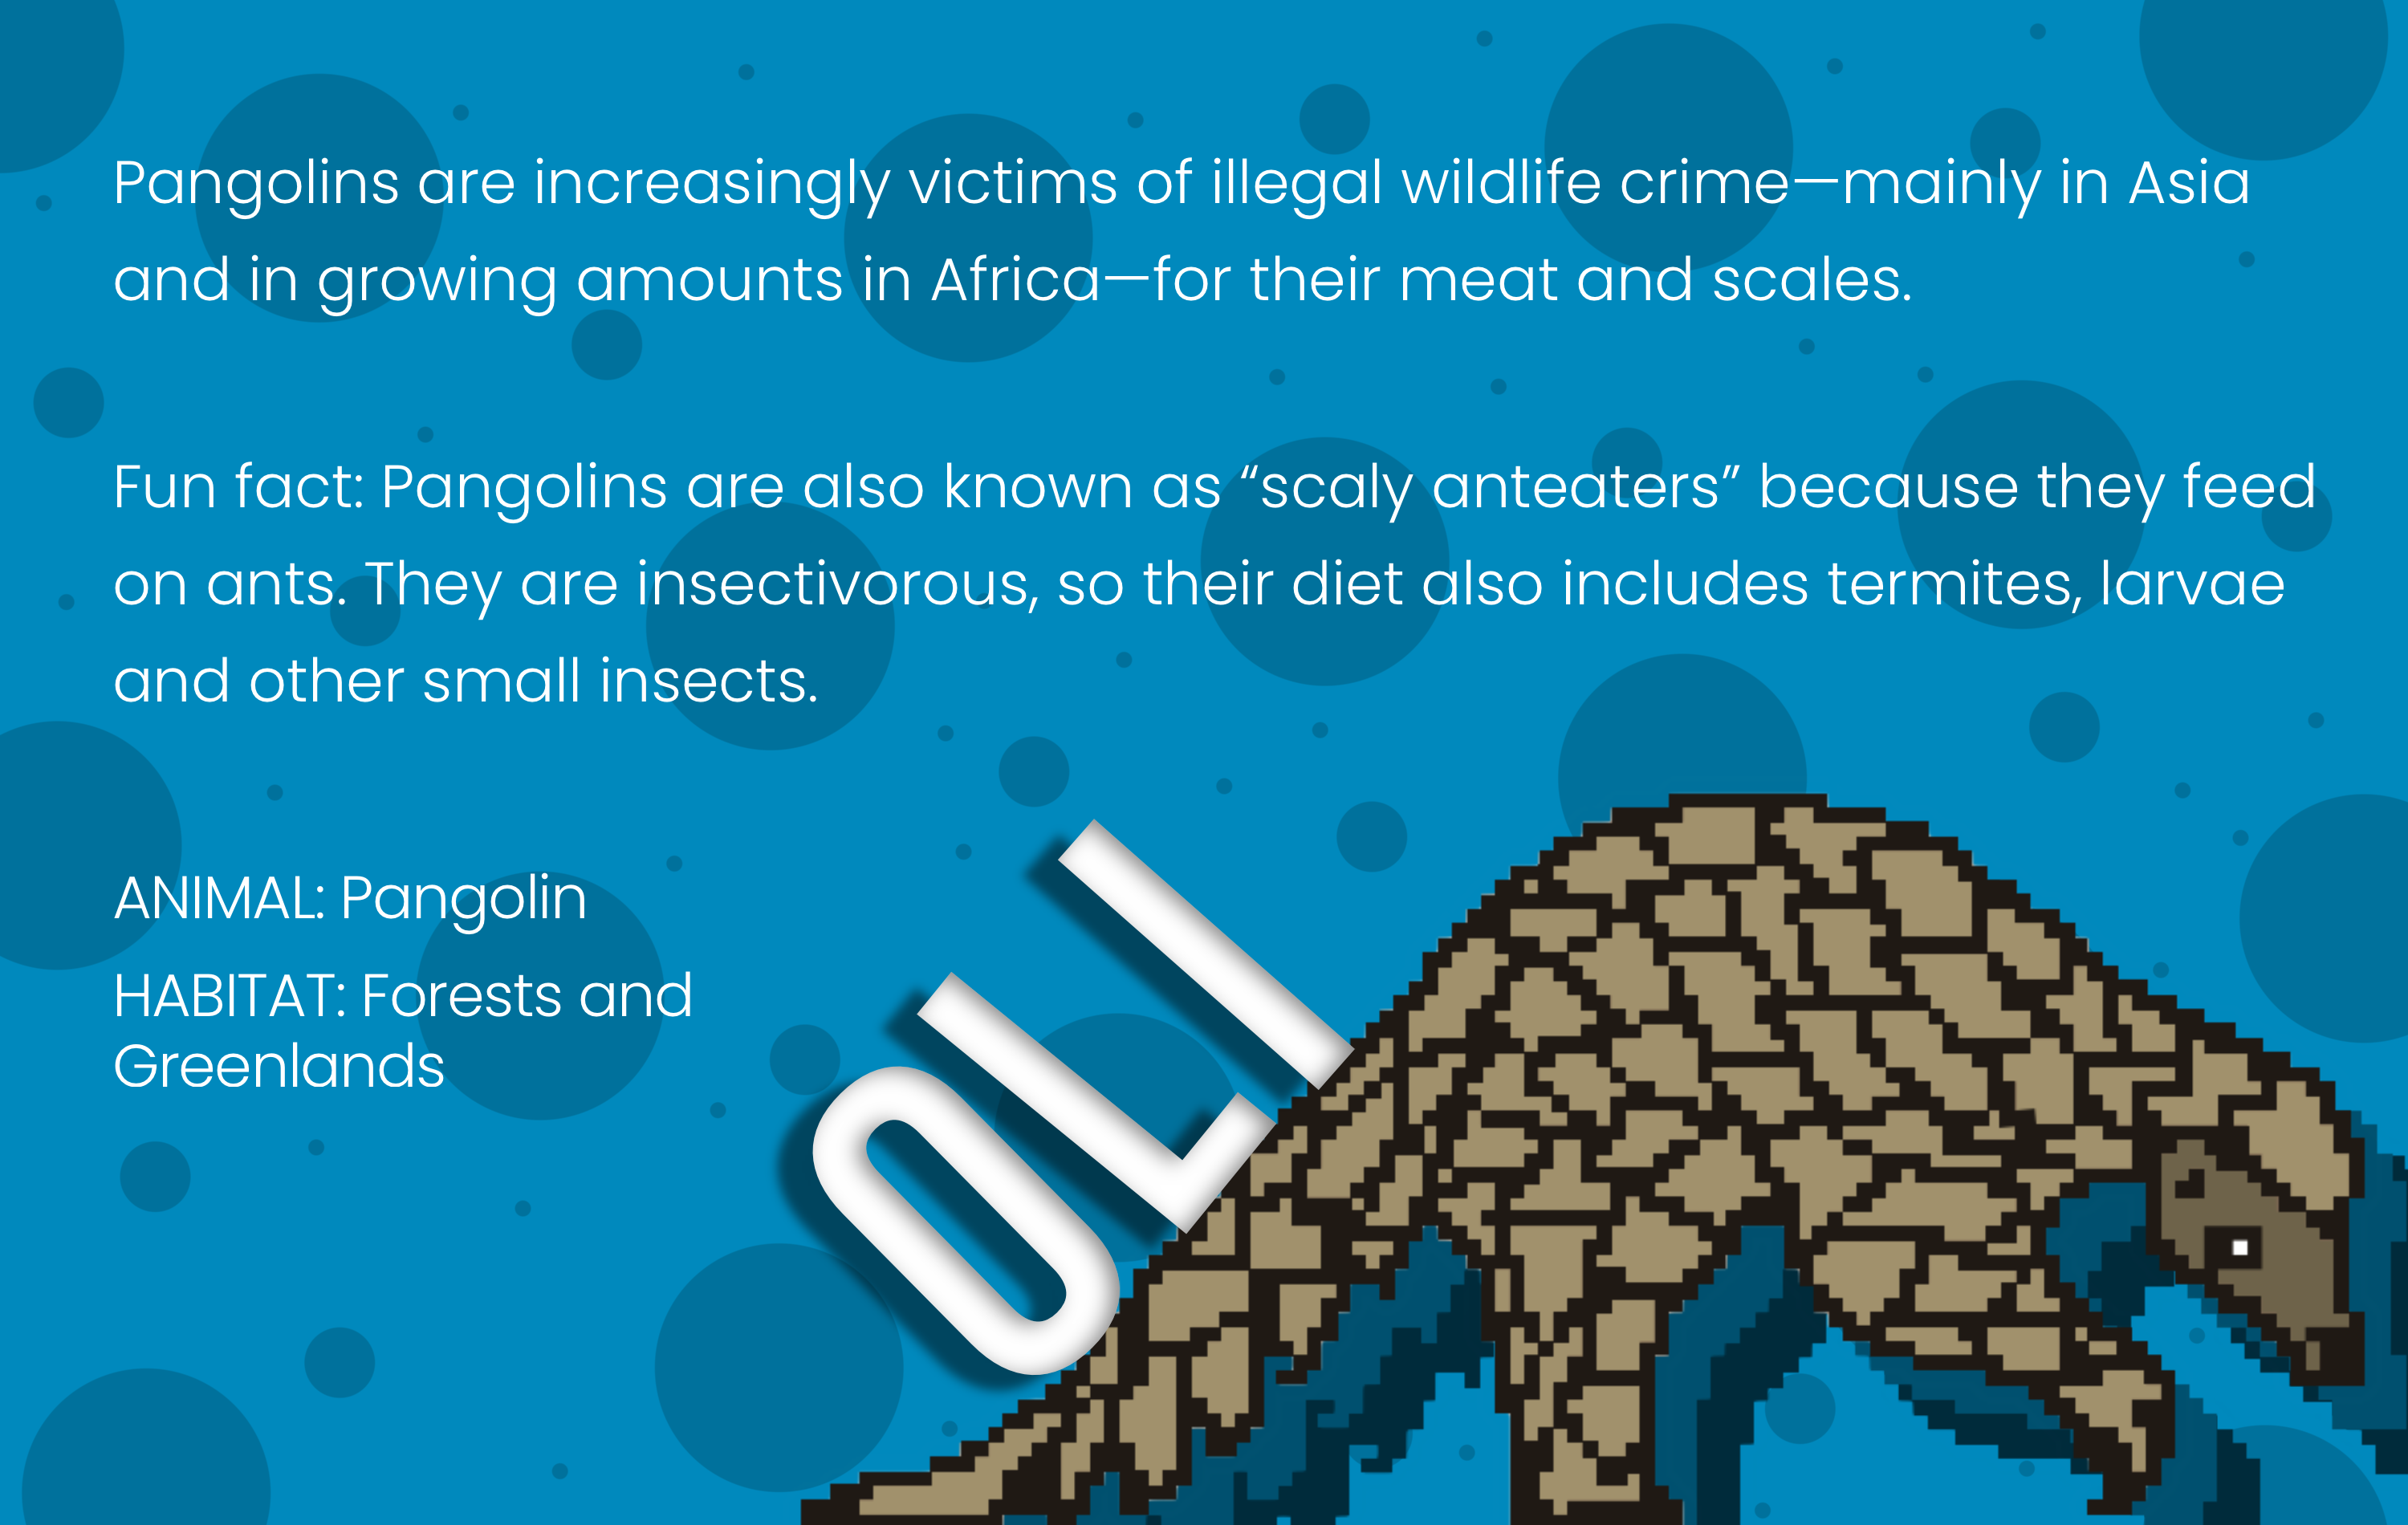 Pangolins are increasingly victims of illegal wildlife crime—mainly in Asia
and in growing amounts in Africa—for their meat and scales.
Fun fact: Pangolins are also known as “scaly anteaters” because they feed
on ants. They are insectivorous, so their diet also includes termites, larvae
and other small insects.
ANIMAL: Pangolin
HABITAT: Forests and
Greenlands
OLI